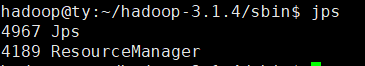 hadoop@ty:~/hadoop-3.1.4/sbin$ jps
4967 Jps
4189 ResourceManager